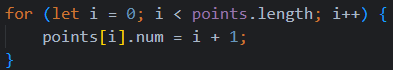 for (let i = 0; i < points.length; i++) {
    points[i].num = i + 1;
}